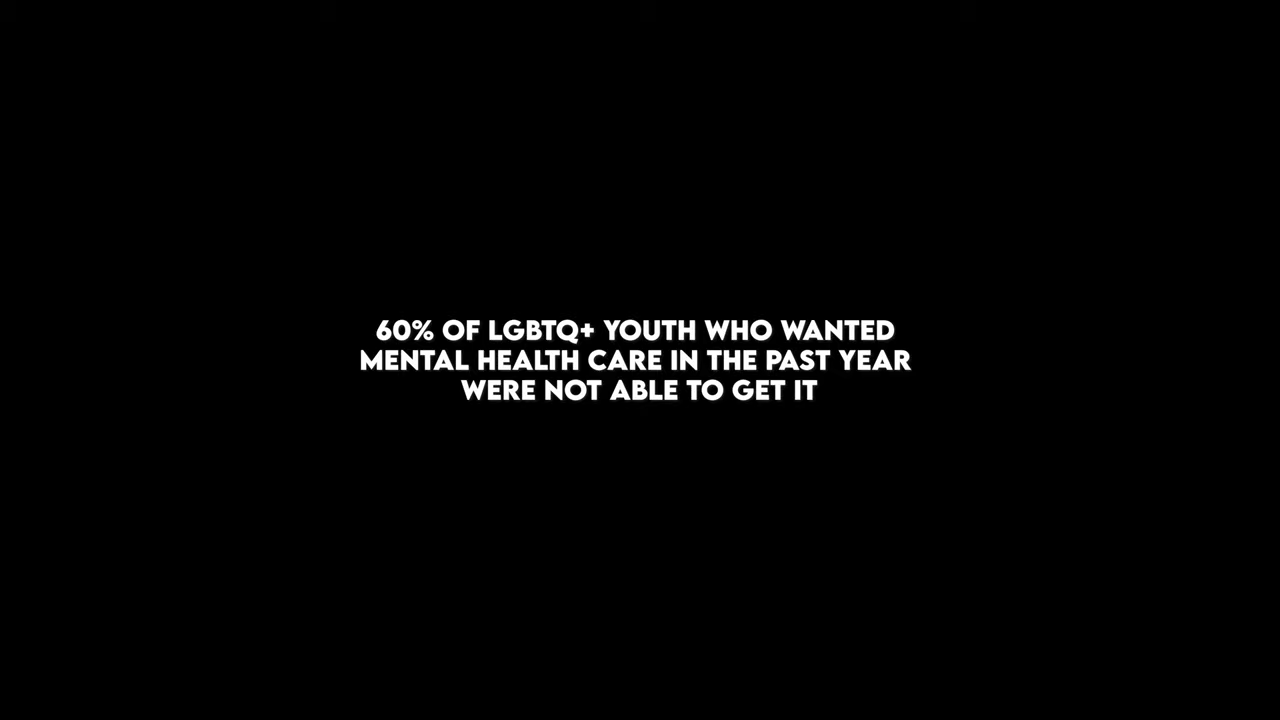 60% OF LGBTQ+ YOUTH WHO WANTED
MENTAL HEALTH CARE IN THE PAST YEAR
WERE NOT ABLE TO GET IT